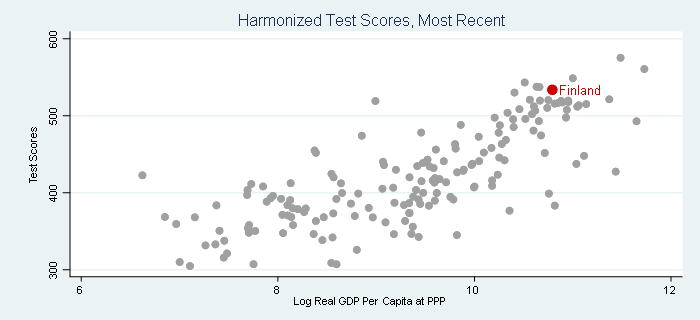 Harmonized Test Scores, Most Recent
600
500
400
300
Test Scores
Finland
6
8
10
12
Log Real GDP Per Capita at PPP